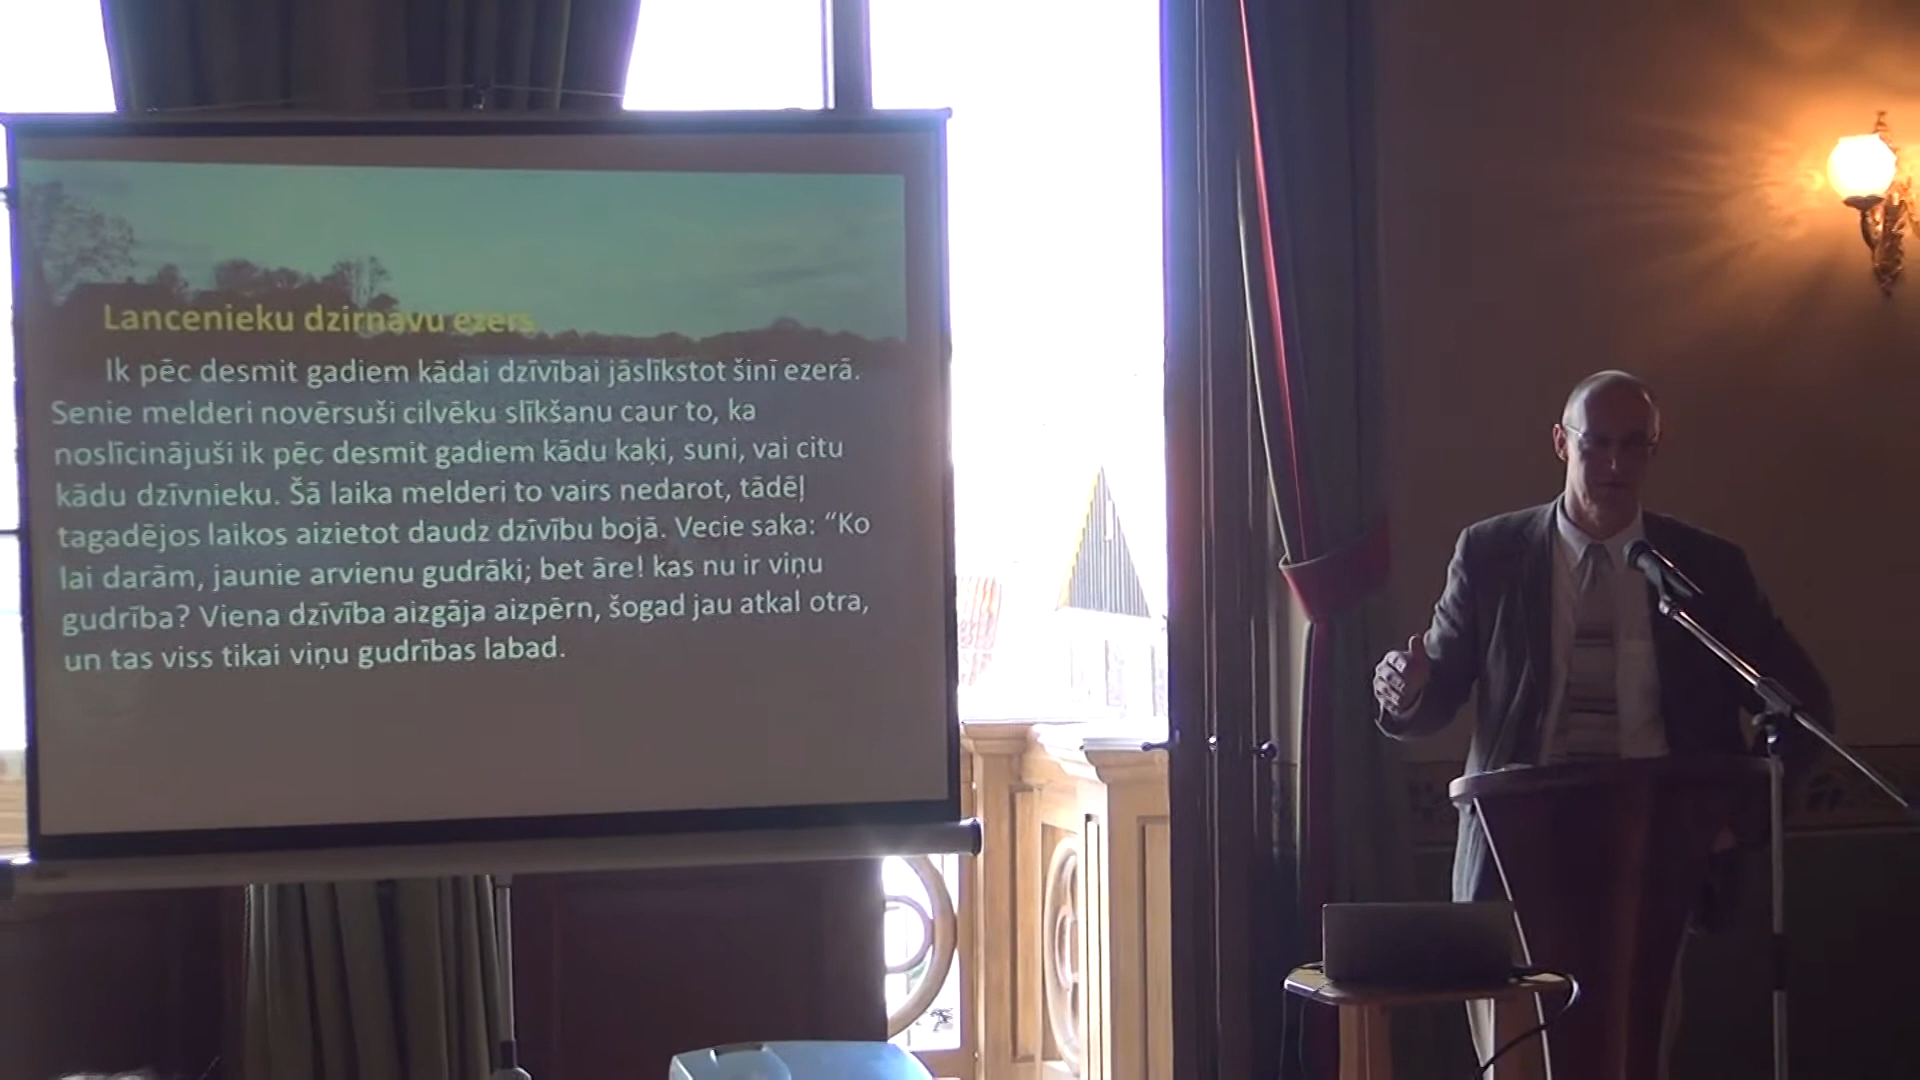 Lancenieku dzirnavu ezers
Ik pēc desmit gadiem kādai dzīvībai jāslīkstot šinī ezerā.
Senie melderi novērsuši cilvēku slīkšanu caur to, ka
noslīcinājuši ik pēc desmit gadiem kādu kaķi, suni, vai citu
kādu dzīvnieku. Šā laika melderi to vairs nedarot, tādēļ
tagadējos laikos aizietot daudz dzīvību bojā. Vecie saka: “Ko
lai darām, jaunie arvienu gudrāki; bet āre! kas nu ir viņu
gudrība? Viena dzīvība aizgāja aizpērn, šogad jau atkal otra,
un tas viss tikai viņu gudrības labad.